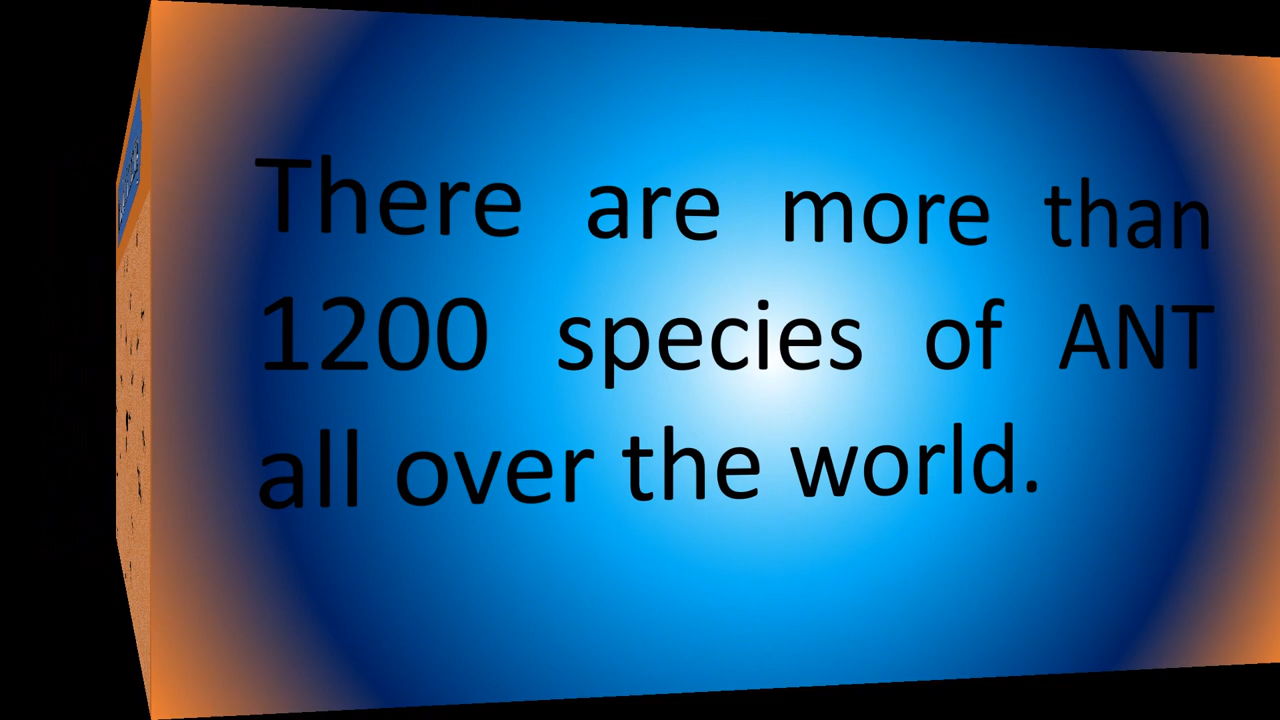 There are more than
1200 species of ANT
all over the world.